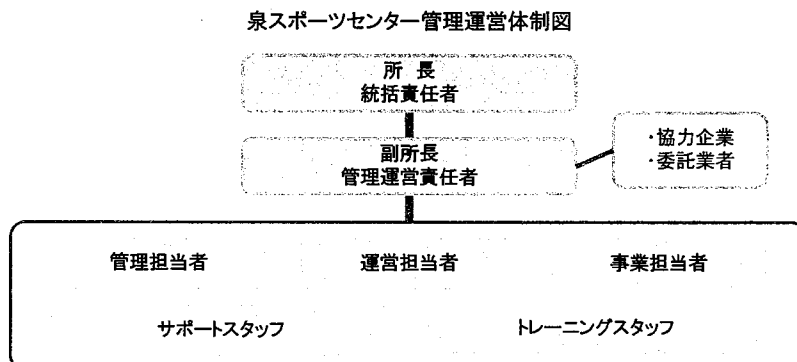 泉スポーツセンター管理運営体制図
所 長
統括責任者
副所長
管理運営責任者
・協力企業
・委託業者
管理担当者 運営担当者 事業担当者
サポートスタッフ トレーニングスタッフ